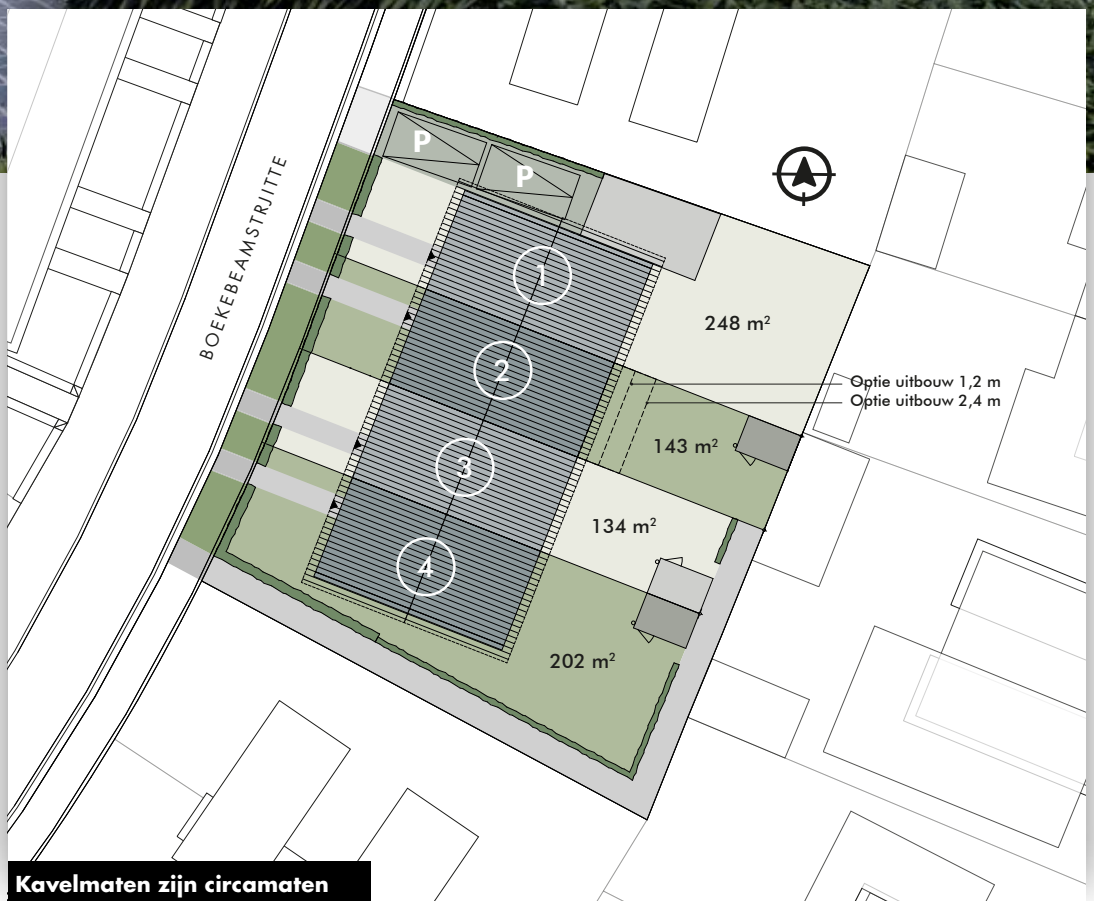 P
P
BOEKEBEAMSTRJITTE
1
248 m²
2
Optie uitbouw 1,2 m
Optie uitbouw 2,4 m
143 m²
3
134 m²
4
202 m²
Kavelmaten zijn circamaten